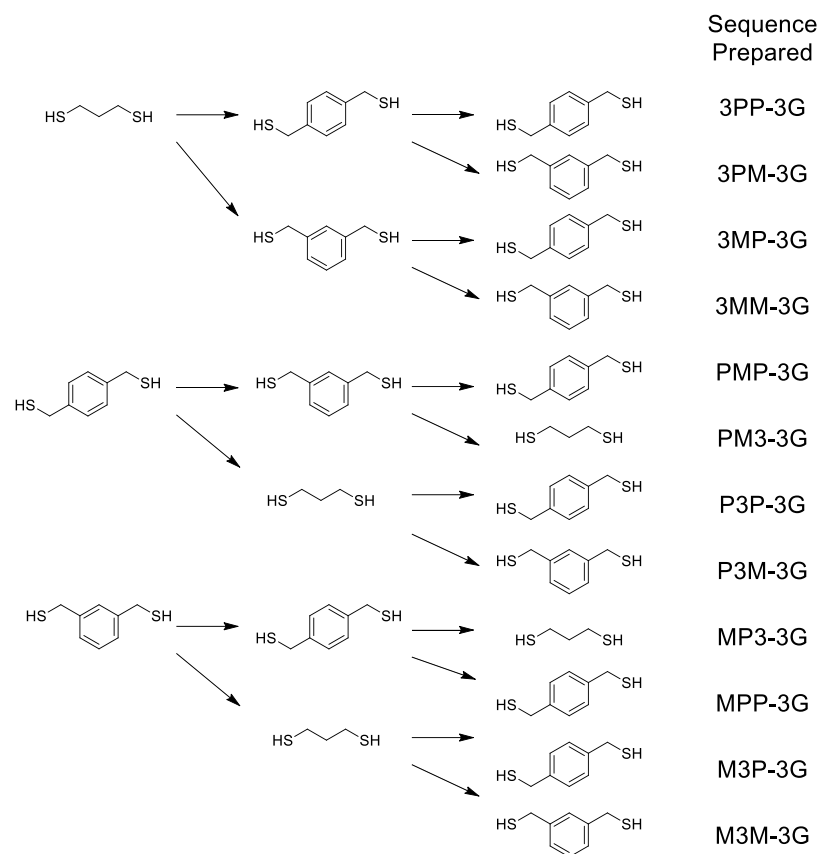 Sequence
Prepared
HS SH HS SH HS SH 3PP-3G
HS SH 3PM-3G
HS SH HS SH 3MP-3G
HS SH 3MM-3G
HS SH HS SH HS SH PMP-3G
HS SH PM3-3G
HS SH HS SH P3P-3G
HS SH P3M-3G
HS SH HS SH HS SH MP3-3G
HS SH MPP-3G
HS SH HS SH M3P-3G
HS SH M3M-3G